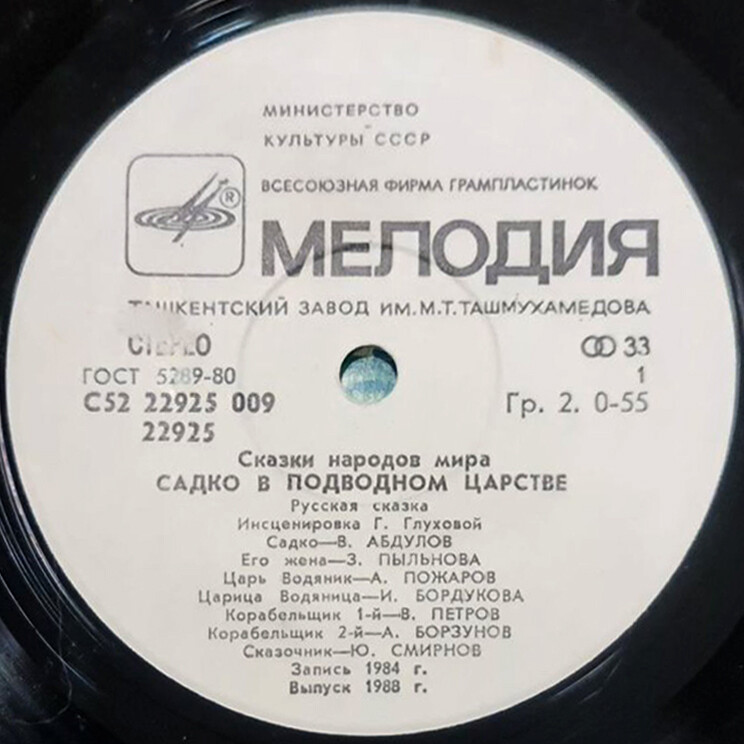 МИНИСТЕРСТВО
КУЛЬТУРЫ СССР
ВСЕСОЮЗНАЯ ФИРМА ГРАМПЛАСТИНОК
®
МЕЛОДИЯ
ТАШКЕНТСКИЙ ЗАВОД ИМ. М.Т.ТАШМУХАМЕДОВА
СТЕРЕО
33
ГОСТ 5289-80
1
С52 22925 009
Гр. 2. 0-55
22925
Сказки народов мира
САДКО В ПОДВОДНОМ ЦАРСТВЕ
Русская сказка
Инсценировка Г. Глуховой
Садко—В. АБДУЛОВ
Его жена—З. ПЫЛЬНОВА
Царь Водяник—А. ПОЖАРОВ
Царица Водяница—И. БОРДУКОВА
Корабельщик 1-й—В. ПЕТРОВ
Корабельщик 2-й—А. БОРЗУНОВ
Сказочник—Ю. СМИРНОВ
Запись 1984 г.
Выпуск 1988 г.